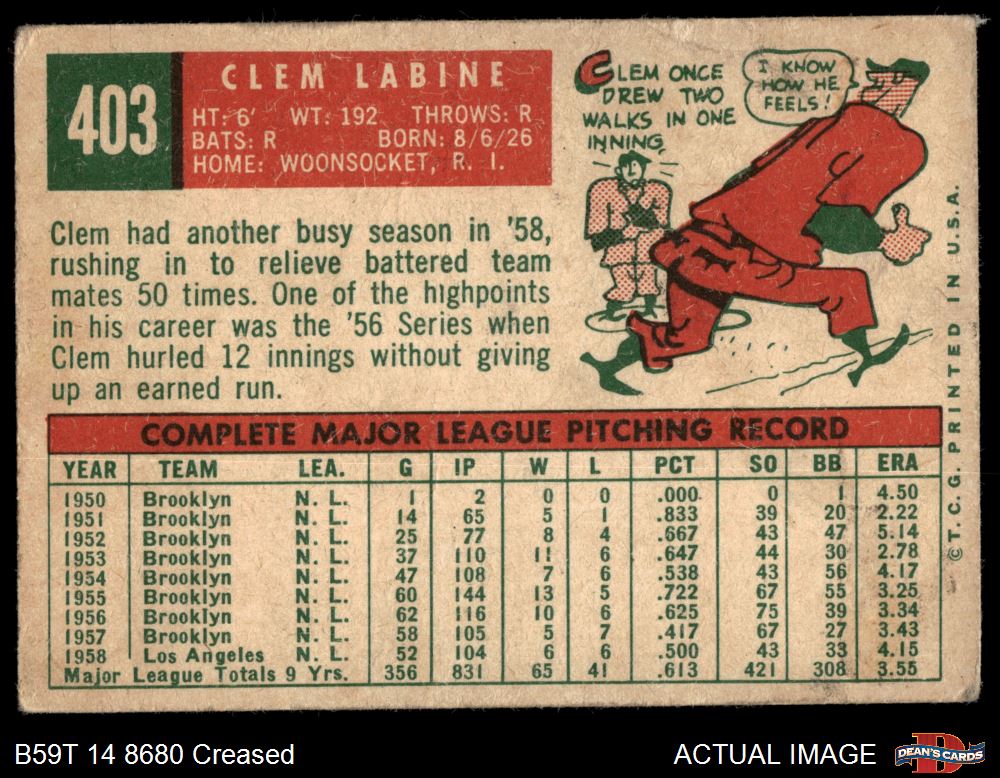 403
CLEM LABINE
HT: 6' WT: 192 THROWS: R
BATS: R BORN: 8/6/26
HOME: WOONSOCKET, R. I.
CLEM ONCE
DREW TWO
WALKS IN ONE
INNING
I KNOW
HOW HE
FEELS!
Clem had another busy season in '58,
rushing in to relieve battered team
mates 50 times. One of the highpoints
in his career was the '56 Series when
Clem hurled 12 innings without giving
up an earned run.
COMPLETE MAJOR LEAGUE PITCHING RECORD
YEAR TEAM LEA. G IP W L PCT SO BB ERA
1950 Brooklyn N. L. 1 2 0 0 .000 0 1 4.50
1951 Brooklyn N. L. 14 65 5 1 .833 39 20 2.22
1952 Brooklyn N. L. 25 77 8 4 .667 43 47 5.14
1953 Brooklyn N. L. 37 110 11 6 .647 44 30 2.78
1954 Brooklyn N. L. 47 108 7 6 .538 43 56 4.17
1955 Brooklyn N. L. 60 144 13 5 .722 67 55 3.25
1956 Brooklyn N. L. 62 116 10 6 .625 75 39 3.34
1957 Brooklyn N. L. 58 105 5 7 .417 67 27 3.43
1958 Los Angeles N. L. 52 104 6 6 .500 43 33 4.15
Major League Totals 9 Yrs. 356 831 65 41 .613 421 308 3.55
© T. C. G. PRINTED IN U.S.A.
B59T 14 8680 Creased
ACTUAL IMAGE
DEAN'S CARDS